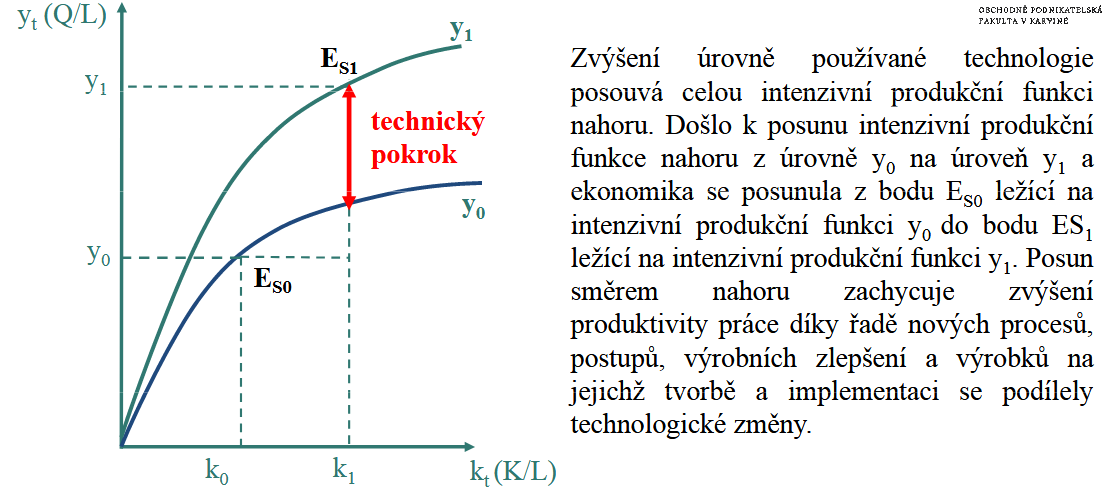 OBCHODNĚ PODNIKATELSKÁ
FAKULTA V KARVINÉ
yt (Q/L)
y1
ES1
y1
technický
pokrok
y0
y0
ES0
k0
k1
kt (K/L)
Zvýšení úrovně používané technologie
posouvá celou intenzivní produkční funkci
nahoru. Došlo k posunu intenzivní produkční
funkce nahoru z úrovně y0 na úroveň y1 a
ekonomika se posunula z bodu ES0 ležící na
intenzivní produkční funkci y0 do bodu ES1
ležící na intenzivní produkční funkci y1. Posun
směrem nahoru zachycuje zvýšení
produktivity práce díky řadě nových procesů,
postupů, výrobních zlepšení a výrobků na
jejichž tvorbě a implementaci se podílely
technologické změny.